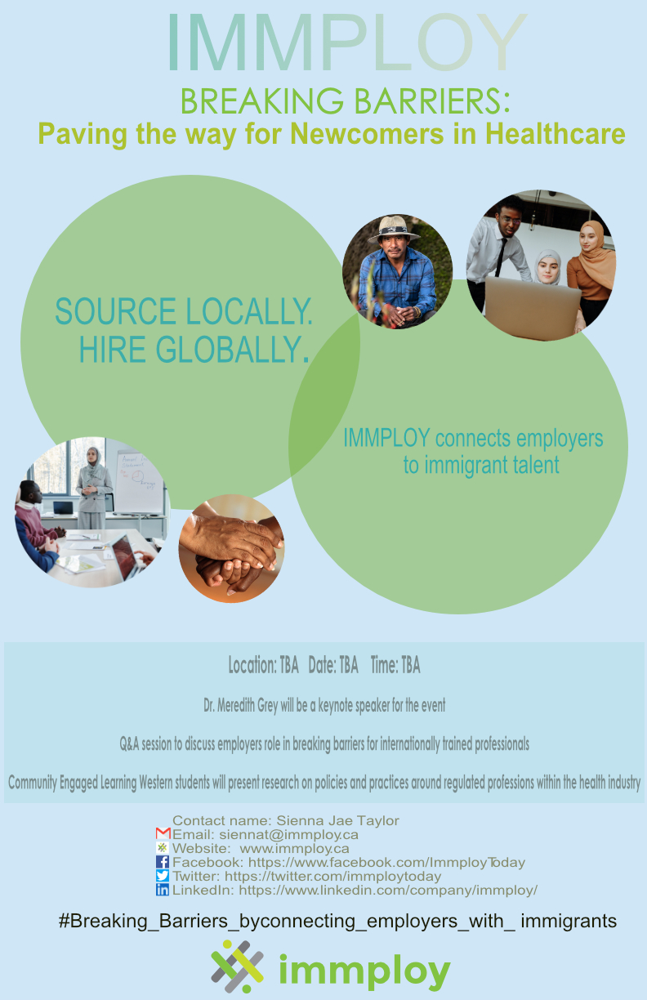 IMMPLOY
BREAKING BARRIERS:
Paving the way for Newcomers in Healthcare
SOURCE LOCALLY.
HIRE GLOBALLY.
IMMPLOY connects employers
to immigrant talent
Location: TBA Date: TBA Time: TBA
Dr. Meredith Grey will be a keynote speaker for the event
Q&A session to discuss employers role in breaking barriers for internationally trained professionals
Community Engaged Learning Western students will present research on policies and practices around regulated professions within the health industry
Contact name: Sienna Jae Taylor
Email: siennat@immploy.ca
Website: www.immploy.ca
Facebook: https://www.facebook.com/ImmployToday
Twitter: https://twitter.com/immploytoday
LinkedIn: https://www.linkedin.com/company/immploy/
#Breaking_Barriers_byconnecting_employers_with_ immigrants
immploy